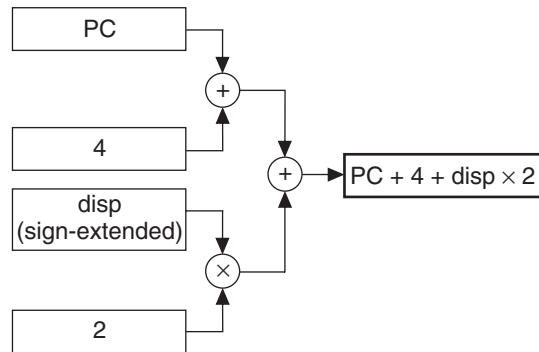 PC
+
4
+
PC + 4 + disp × 2
disp
(sign-extended)
×
2